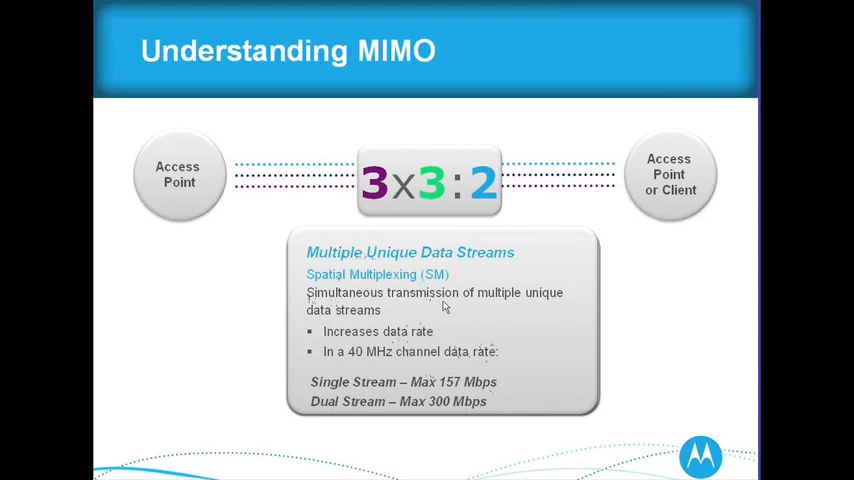 Understanding MIMO
Access
Point
3x3:2
Access
Point
or Client
Multiple Unique Data Streams
Spatial Multiplexing (SM)
Simultaneous transmission of multiple unique
data streams
▪ Increases data rate
▪ In a 40 MHz channel data rate:
Single Stream – Max 157 Mbps
Dual Stream – Max 300 Mbps